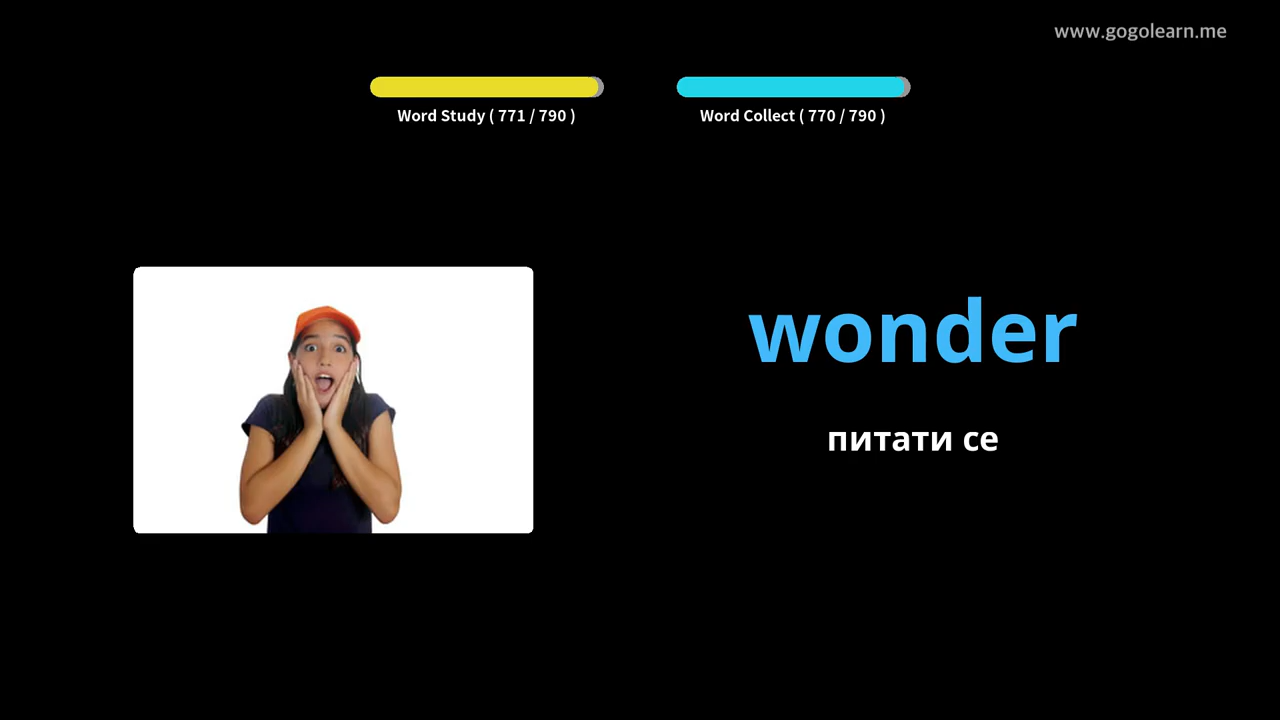 www.gogolearn.me
Word Study ( 771 / 790 )
Word Collect ( 770 / 790 )
wonder
питати се